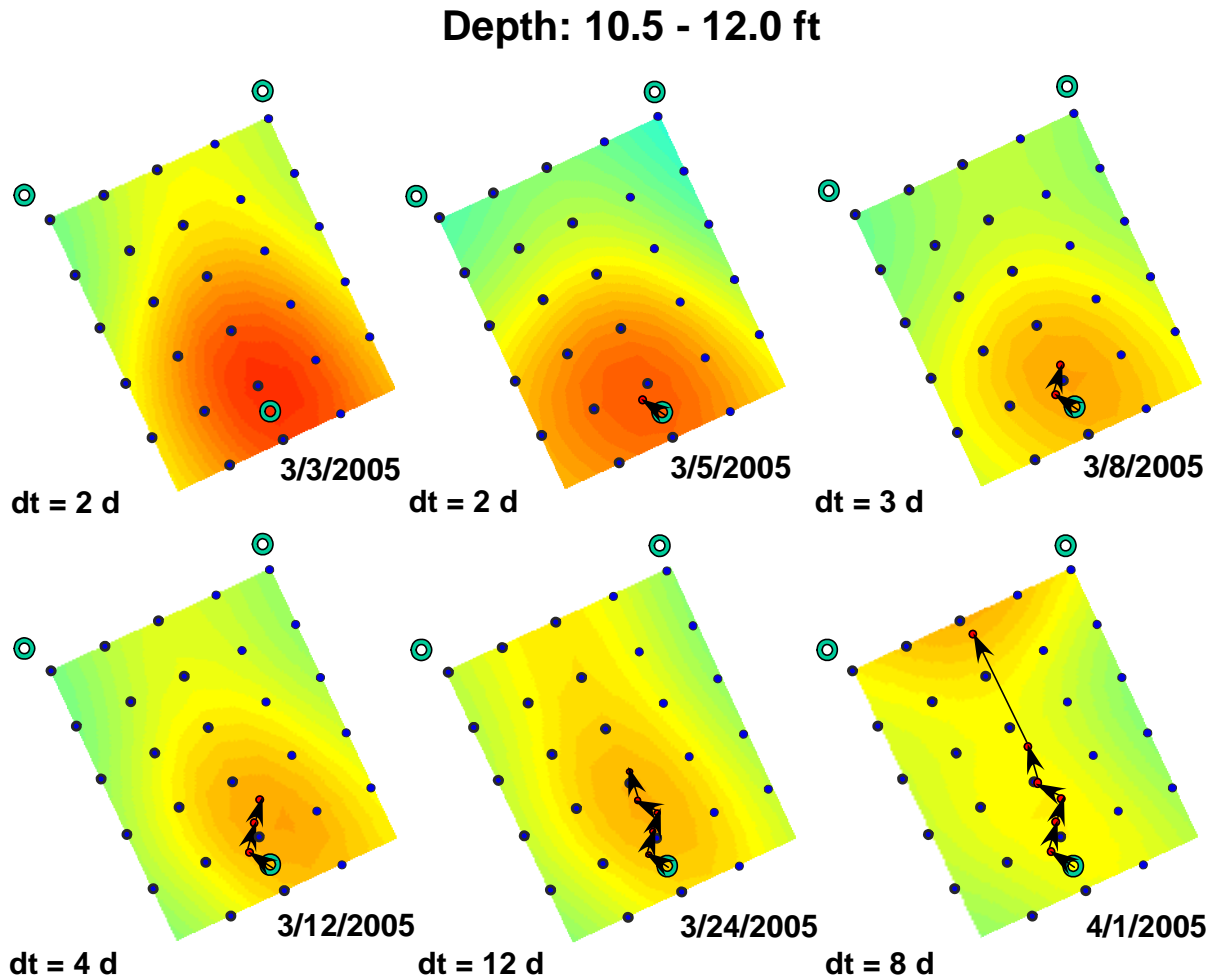 Depth: 10.5 - 12.0 ft
3/3/2005
3/5/2005
3/8/2005
dt = 2 d
dt = 2 d
dt = 3 d
3/12/2005
3/24/2005
4/1/2005
dt = 4 d
dt = 12 d
dt = 8 d